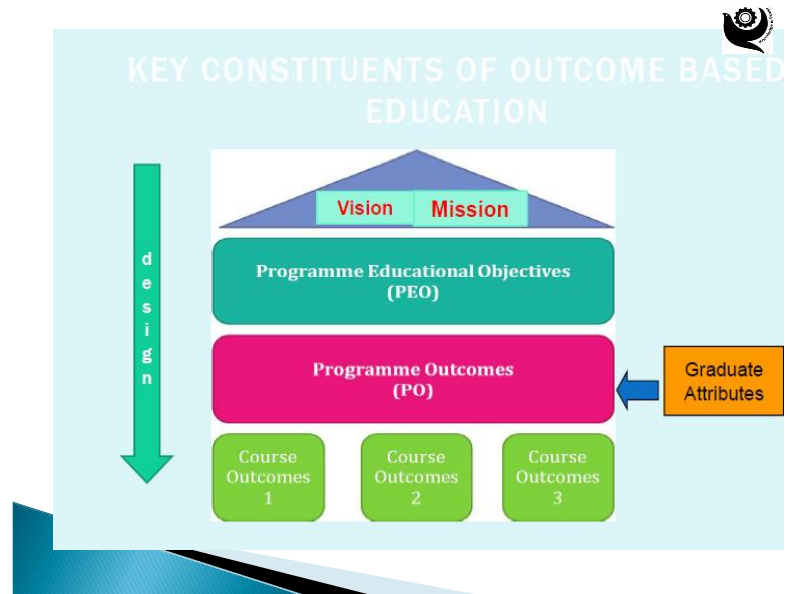 KEY CONSTITUENTS OF OUTCOME BASED
EDUCATION
Vision
Mission
design
Programme Educational Objectives
(PEO)
Programme Outcomes
(PO)
Graduate
Attributes
Course
Outcomes
1
Course
Outcomes
2
Course
Outcomes
3